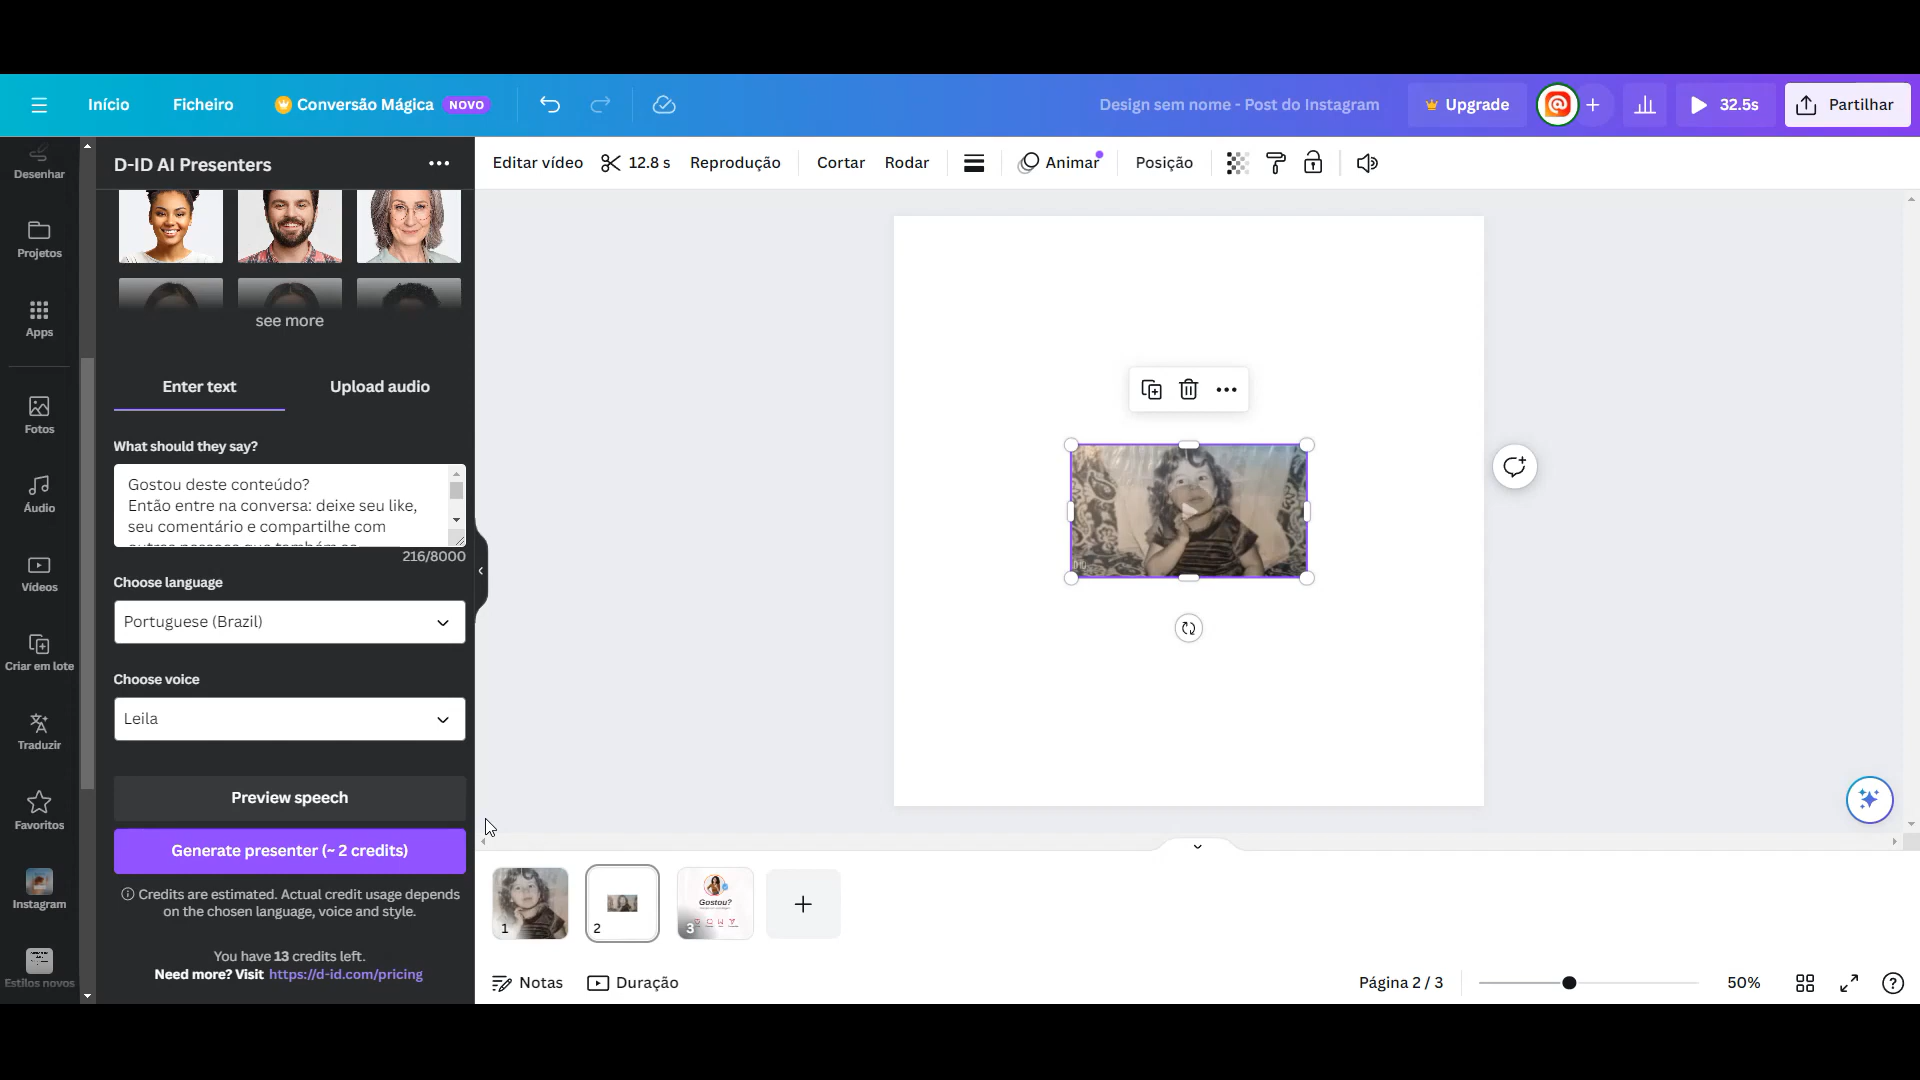 Início
Ficheiro
Conversão Mágica NOVO
Design sem nome - Post do Instagram
Upgrade
32.5s
Partilhar
Desenhar
Projetos
Apps
Fotos
Áudio
Vídeos
Criar em lote
Traduzir
Favoritos
Instagram
Estilos novos
D-ID AI Presenters
see more
Enter text
Upload audio
What should they say?
Gostou deste conteúdo?
Então entre na conversa: deixe seu like,
seu comentário e compartilhe com
216/8000
Choose language
Portuguese (Brazil)
Choose voice
Leila
Preview speech
Generate presenter (~ 2 credits)
Credits are estimated. Actual credit usage depends
on the chosen language, voice and style.
You have 13 credits left.
Need more? Visit https://d-id.com/pricing
Editar vídeo
12.8 s
Reprodução
Cortar
Rodar
Animar
Posição
1
2
Gostou?
3
Notas
Duração
Página 2 / 3
50%